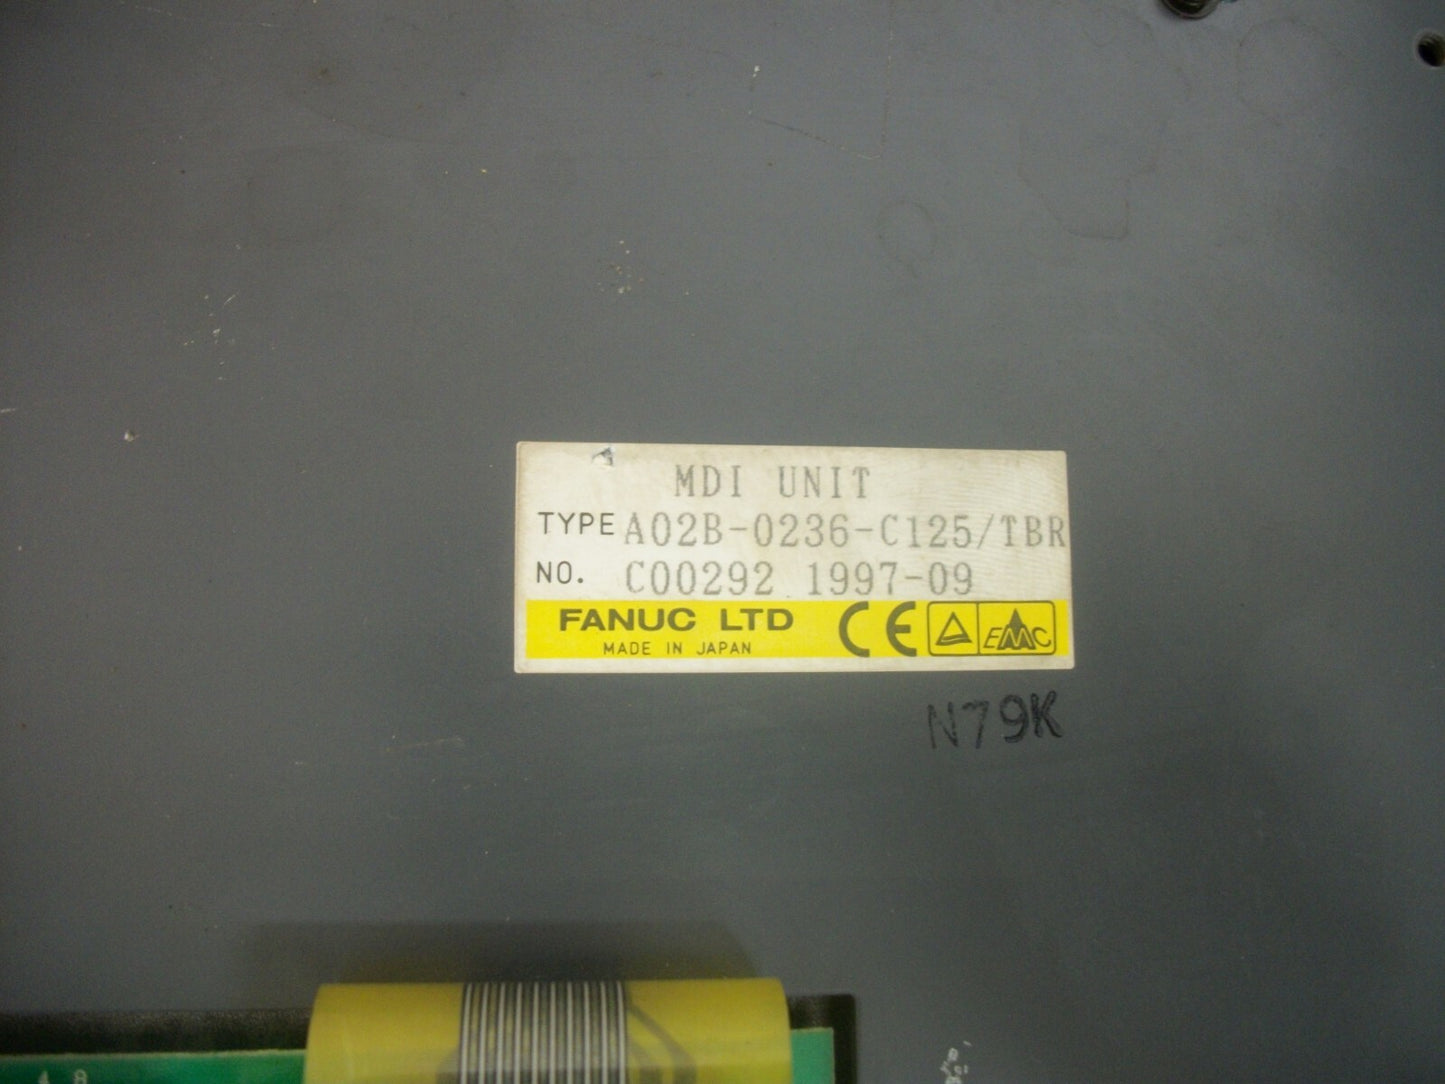 MDI UNIT
TYPE A02B-0236-C125/TBR
NO. C00292 1997-09
FANUC LTD
MADE IN JAPAN
CE
EMC
N79K
48